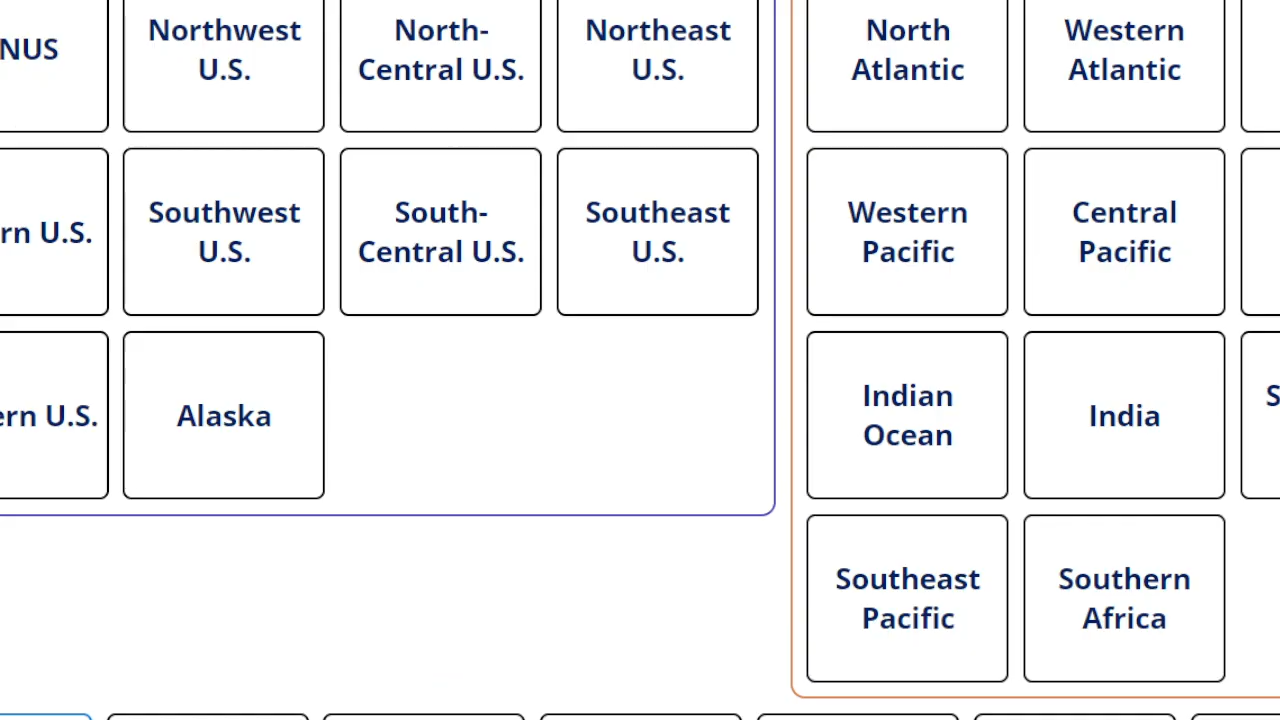 NUS
Northwest
U.S.
North-
Central U.S.
Northeast
U.S.
North
Atlantic
Western
Atlantic
rn U.S.
Southwest
U.S.
South-
Central U.S.
Southeast
U.S.
Western
Pacific
Central
Pacific
ern U.S.
Alaska
Indian
Ocean
India
S
Southeast
Pacific
Southern
Africa